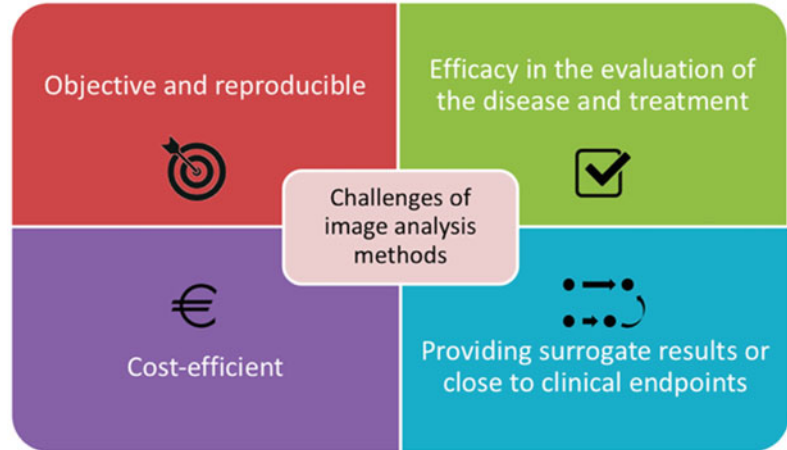 Objective and reproducible
Efficacy in the evaluation of
the disease and treatment
Challenges of
image analysis
methods
€
Cost-efficient
Providing surrogate results or
close to clinical endpoints